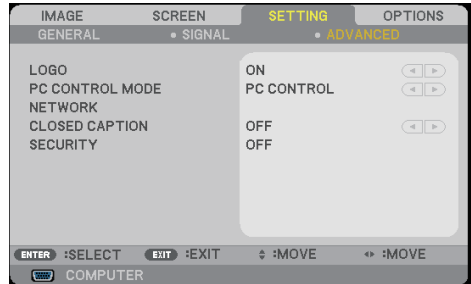 IMAGE SCREEN SETTING OPTIONS
GENERAL • SIGNAL • ADVANCED
LOGO ON
PC CONTROL MODE PC CONTROL
NETWORK
CLOSED CAPTION OFF
SECURITY OFF
ENTER :SELECT EXIT :EXIT :MOVE :MOVE
COMPUTER